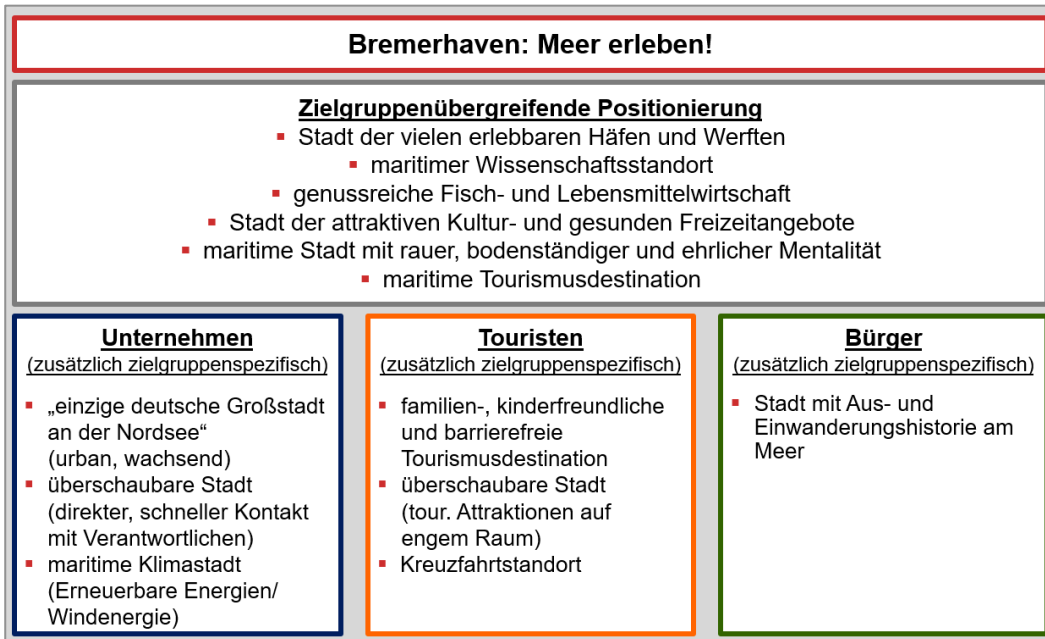 Bremerhaven: Meer erleben!
Zielgruppenübergreifende Positionierung
▪ Stadt der vielen erlebbaren Häfen und Werften
▪ maritimer Wissenschaftsstandort
▪ genussreiche Fisch- und Lebensmittelwirtschaft
▪ Stadt der attraktiven Kultur- und gesunden Freizeitangebote
▪ maritime Stadt mit rauer, bodenständiger und ehrlicher Mentalität
▪ maritime Tourismusdestination
Unternehmen
(zusätzlich zielgruppenspezifisch)
▪ „einzige deutsche Großstadt
an der Nordsee“
(urban, wachsend)
▪ überschaubare Stadt
(direkter, schneller Kontakt
mit Verantwortlichen)
▪ maritime Klimastadt
(Erneuerbare Energien/
Windenergie)
Touristen
(zusätzlich zielgruppenspezifisch)
▪ familien-, kinderfreundliche
und barrierefreie
Tourismusdestination
▪ überschaubare Stadt
(tour. Attraktionen auf
engem Raum)
▪ Kreuzfahrtstandort
Bürger
(zusätzlich zielgruppenspezifisch)
▪ Stadt mit Aus- und
Einwanderungshistorie am
Meer